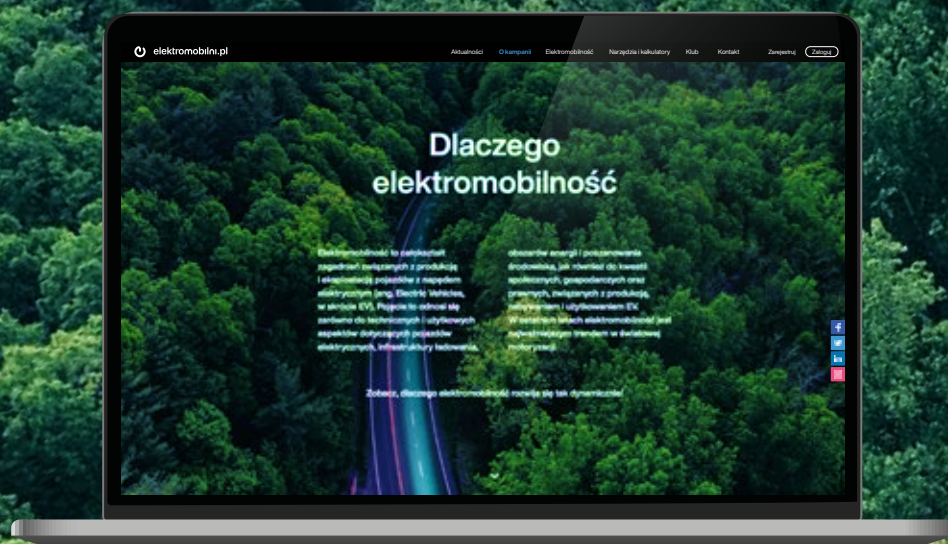 elektromobilni.pl
Aktualności
O kampanii
Elektromobilność
Narzędzia i kalkulatory
Klub
Kontakt
Zarejestruj
Zaloguj
Dlaczego
elektromobilność
Elektromobilność to całokształt
zagadnień związanych z produkcją
i eksploatacją pojazdów z napędem
elektrycznym (ang. Electric Vehicles,
w skrócie EV). Pojęcie to odnosi się
zarówno do technicznych i użytkowych
aspektów dotyczących pojazdów
elektrycznych, infrastruktury ładowania,
obszarów energii i poszanowania
środowiska, jak również do kwestii
społecznych, gospodarczych oraz
prawnych, związanych z produkcją,
nabywaniem i użytkowaniem EV.
W ostatnich latach elektromobilność jest
najważniejszym trendem w światowej
motoryzacji.
Zobacz, dlaczego elektromobilność rozwija się tak dynamicznie!